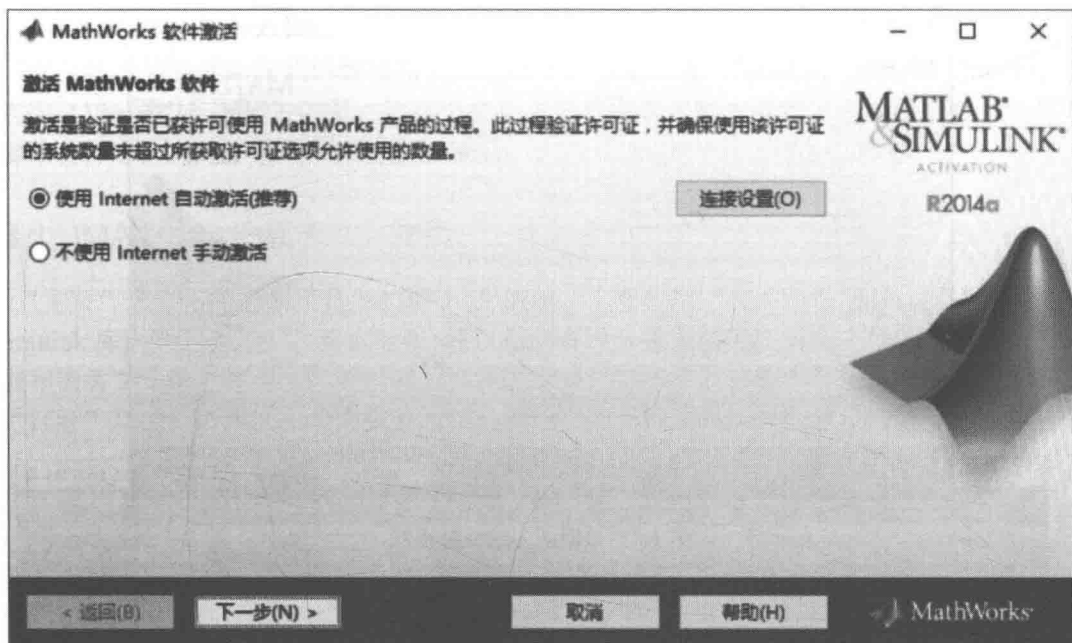 MathWorks 软件激活
激活 MathWorks 软件
激活是验证是否已获许可使用 MathWorks 产品的过程。此过程验证许可证，并确保使用该许可证
的系统数量未超过所获取许可证选项允许使用的数量。
使用 Internet 自动激活(推荐)
连接设置(O)
不使用 Internet 手动激活
MATLAB®
&SIMULINK®
ACTIVATION
R2014a
< 返回(B)
下一步(N) >
取消
帮助(H)
MathWorks®